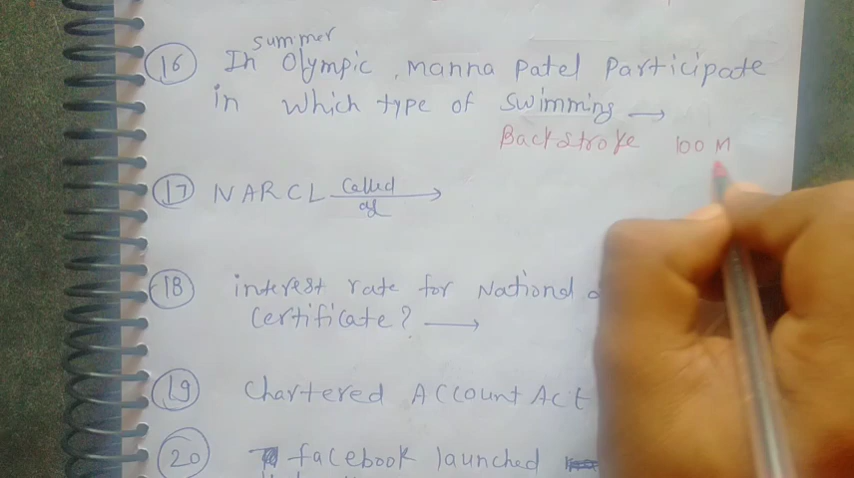 summer
16 In Olympic, manna patel participate
in which type of swimming →
Backstroke 100 M
17 NARCL called as →
18 interest rate for National
certificate? →
19 Chartered Account Act
20 facebook launched